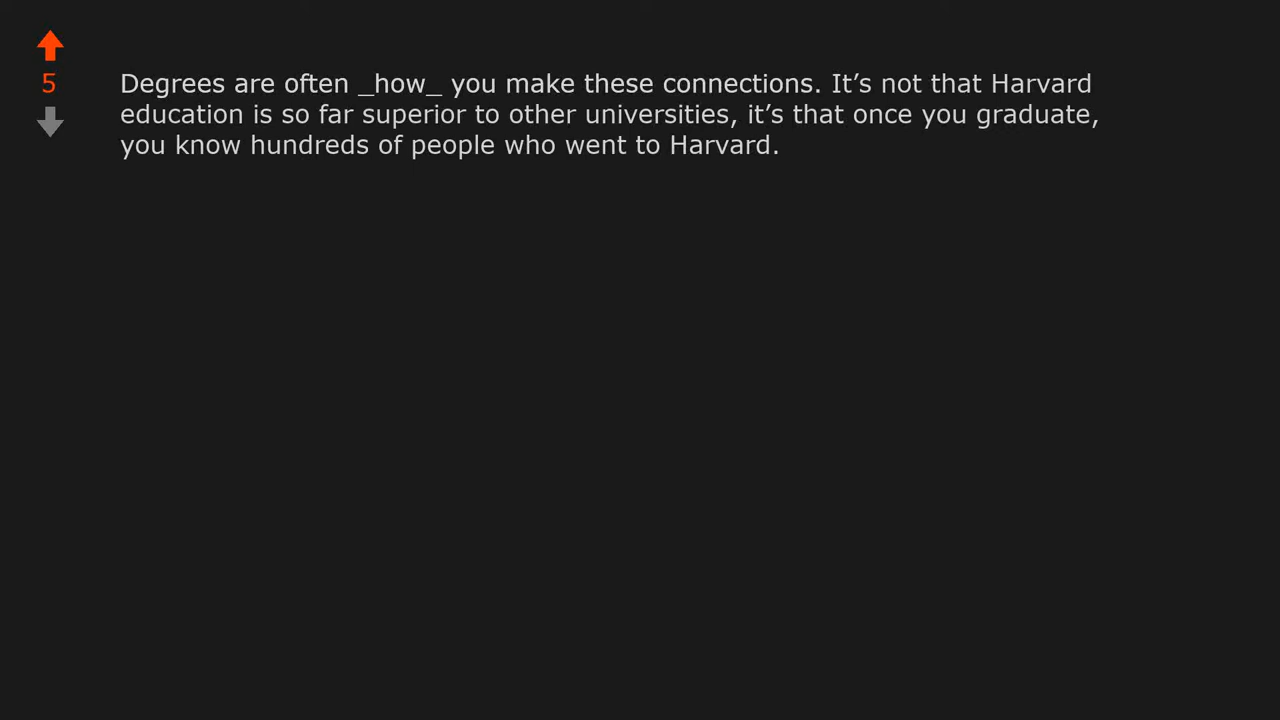 5
Degrees are often _how_ you make these connections. It’s not that Harvard
education is so far superior to other universities, it’s that once you graduate,
you know hundreds of people who went to Harvard.